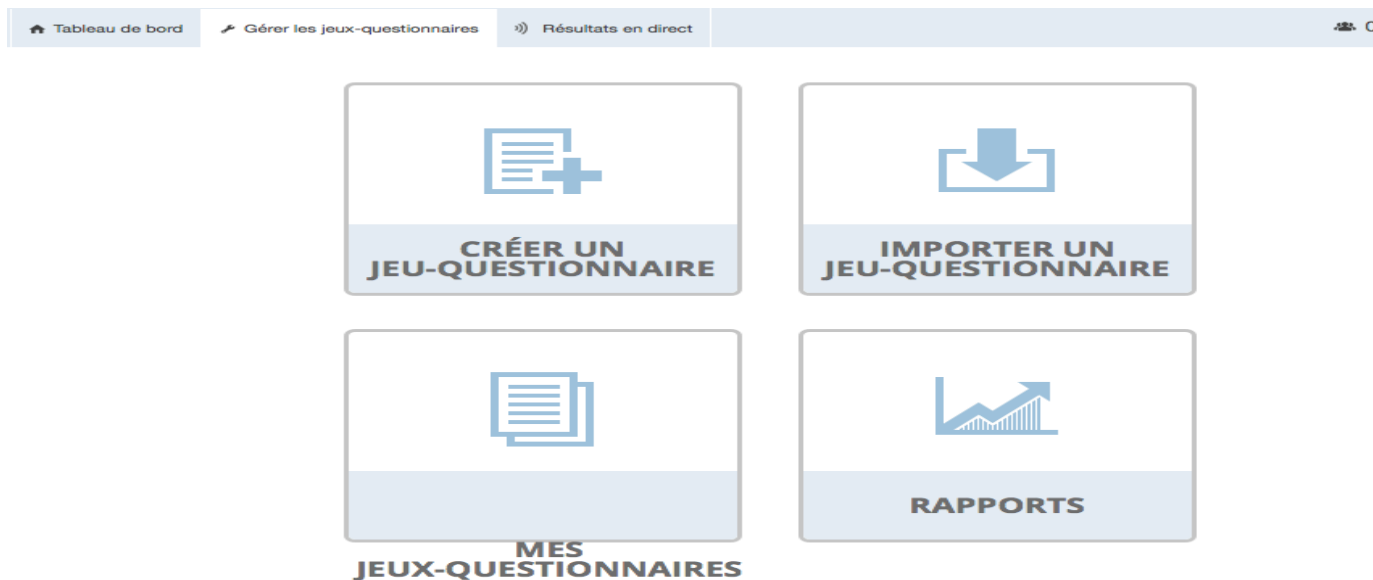 Tableau de bord Gérer les jeux-questionnaires Résultats en direct
CRÉER UN
JEU-QUESTIONNAIRE
IMPORTER UN
JEU-QUESTIONNAIRE
MES
JEUX-QUESTIONNAIRES
RAPPORTS